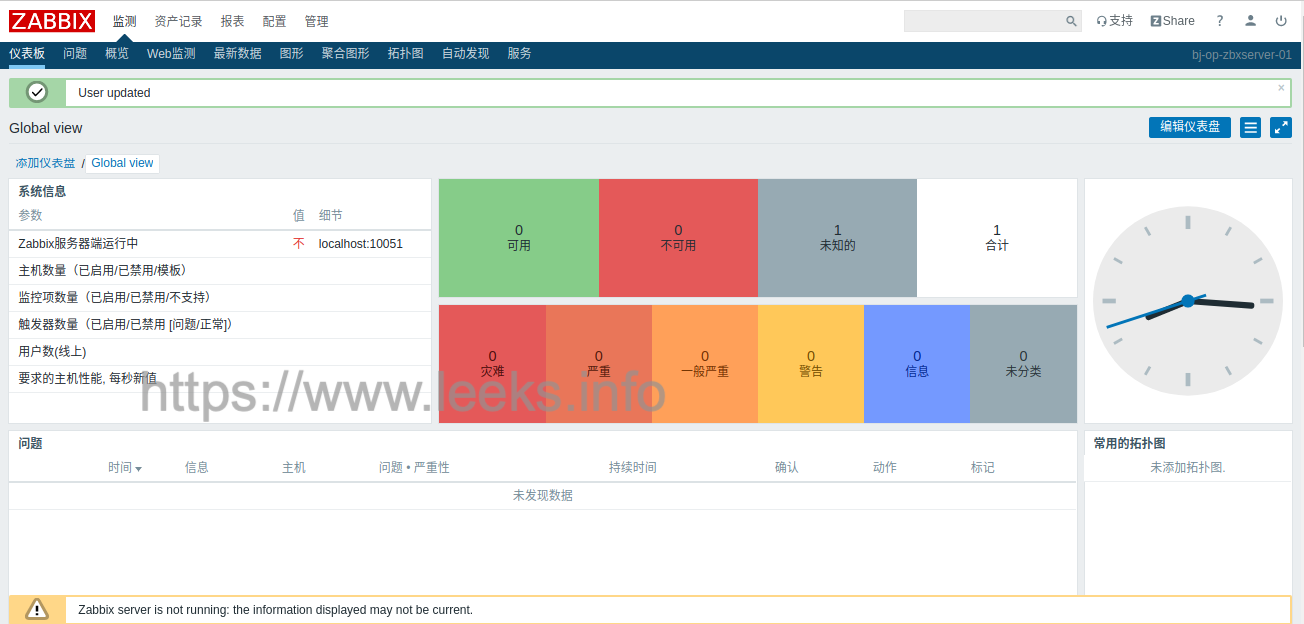 ZABBIX 监测 资产记录 报表 配置 管理 支持 Z Share ?
仪表板 问题 概览 Web监测 最新数据 图形 聚合图形 拓扑图 自动发现 服务 bj-op-zbxserver-01
User updated ×
Global view 编辑仪表盘
添加仪表盘 / Global view
系统信息
参数 值 细节
Zabbix服务器端运行中 不 localhost:10051
主机数量（已启用/已禁用/模板）
监控项数量（已启用/已禁用/不支持）
触发器数量（已启用/已禁用 [问题/正常]）
用户数(线上)
要求的主机性能, 每秒新值
0 0 1 1
可用 不可用 未知的 合计
0 0 0 0 0 0
灾难 严重 一般严重 警告 信息 未分类
https://www.leeks.info
问题
时间 信息 主机 问题 • 严重性 持续时间 确认 动作 标记
未发现数据
常用的拓扑图
未添加拓扑图.
Zabbix server is not running: the information displayed may not be current.